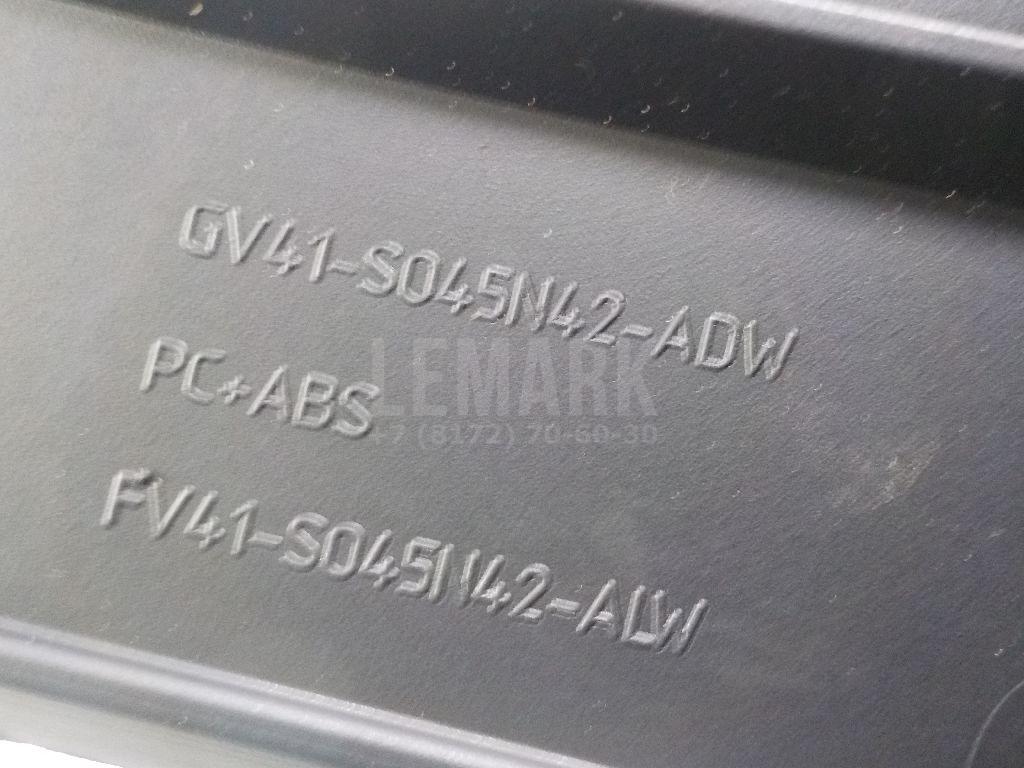 GV41-S045N42-ADW
LEMARK
PC+ABS
+7 (8172) 70-60-30
FV41-S045N42-ALW